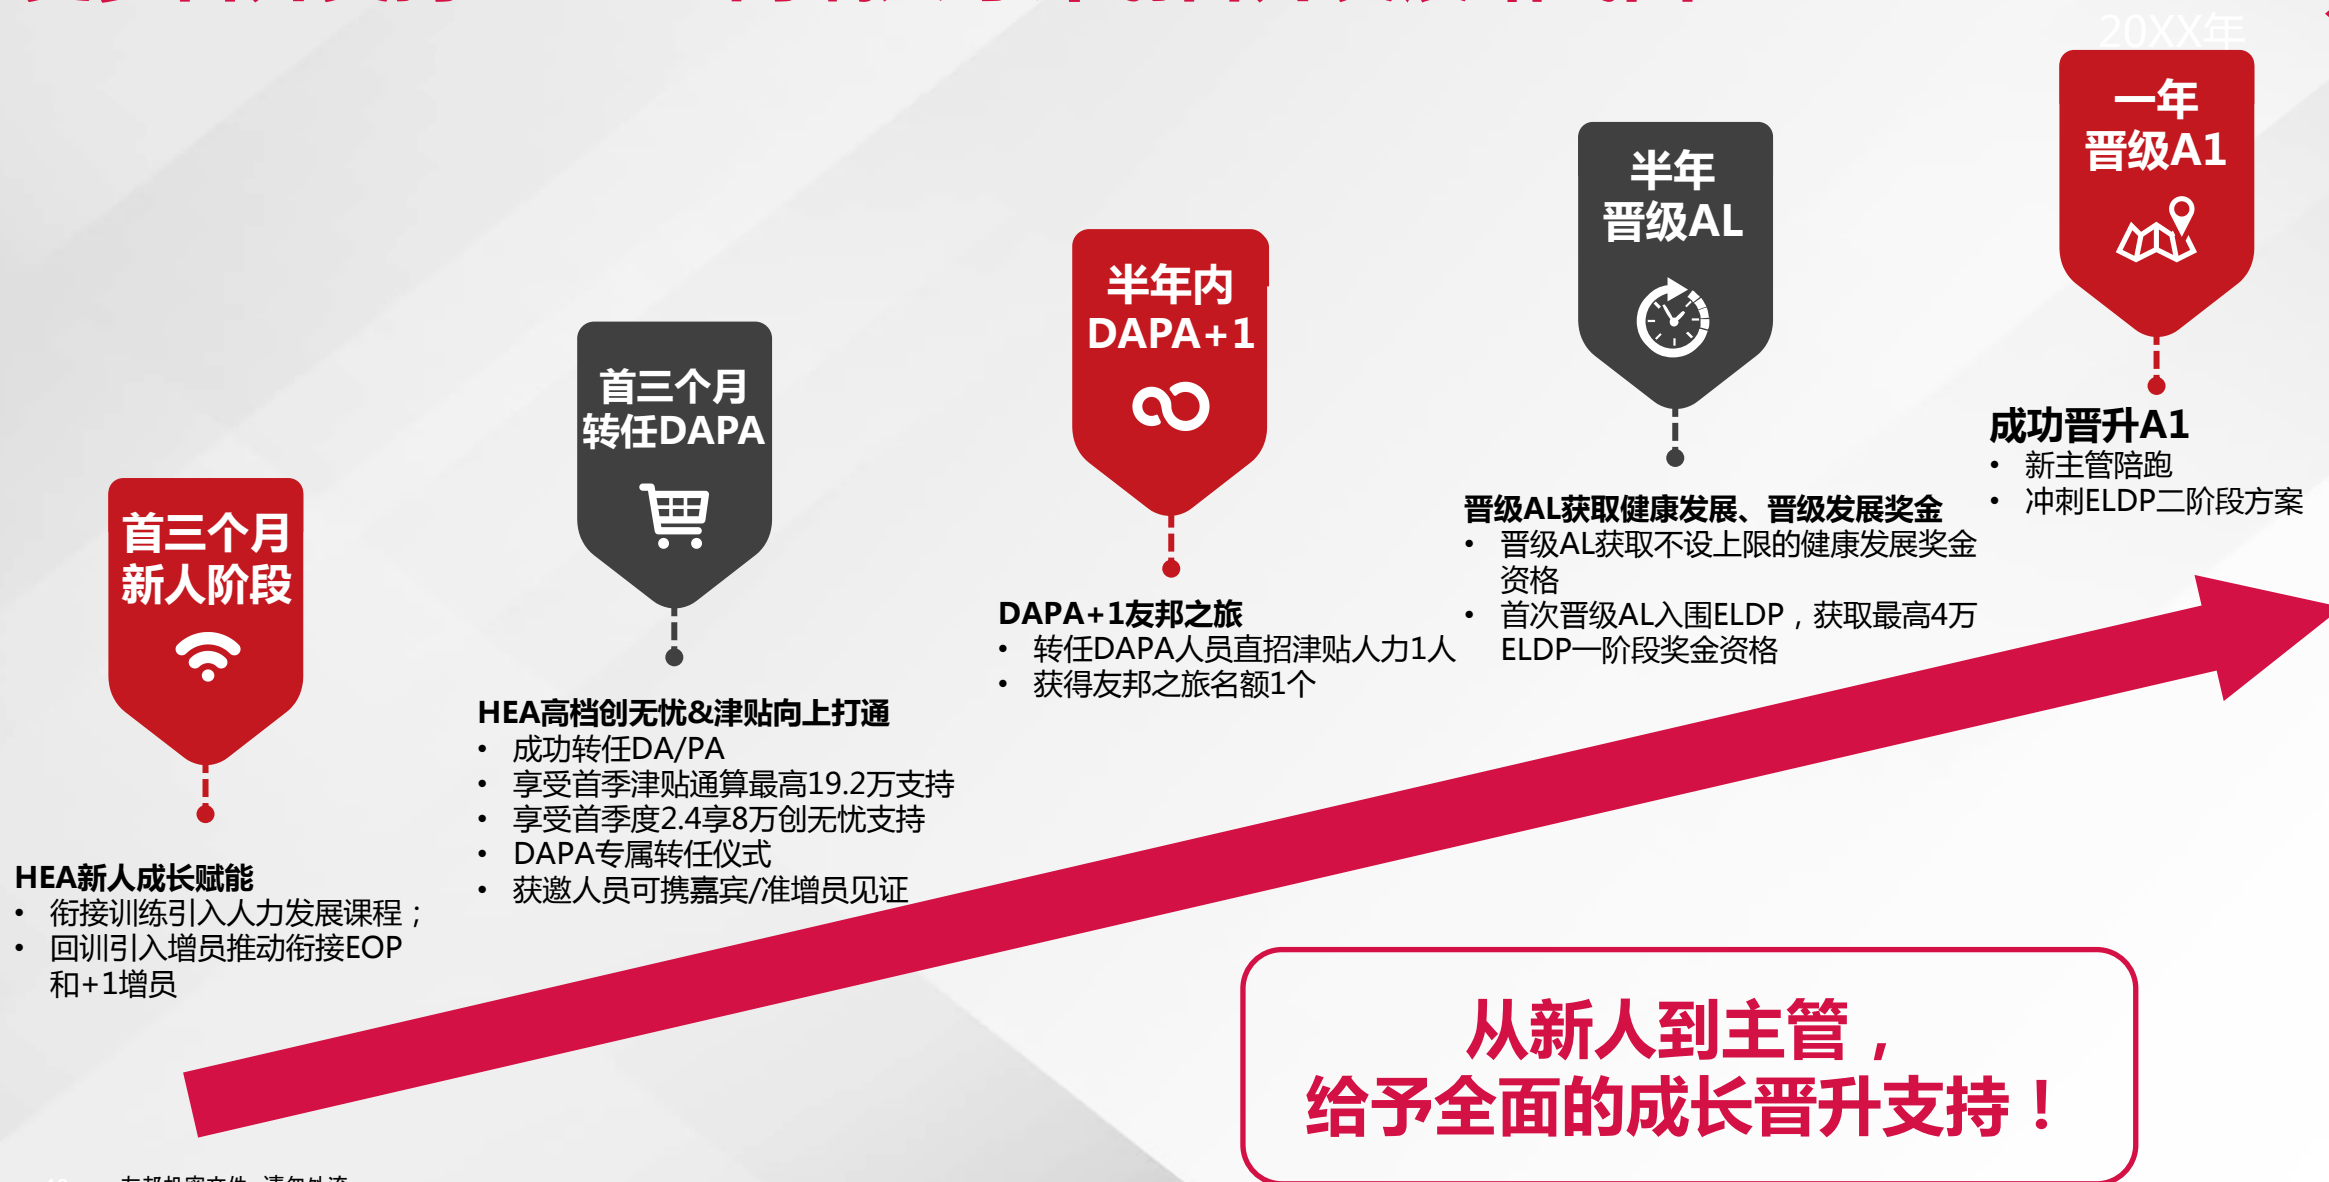 20XX年
首三个月
新人阶段
HEA新人成长赋能
• 衔接训练引入人力发展课程；
• 回训引入增员推动衔接EOP
和+1增员
首三个月
转任DAPA
HEA高档创无忧&津贴向上打通
• 成功转任DA/PA
• 享受首季津贴通算最高19.2万支持
• 享受首季度2.4享8万创无忧支持
• DAPA专属转任仪式
• 获邀人员可携嘉宾/准增员见证
半年内
DAPA+1
DAPA+1友邦之旅
• 转任DAPA人员直招津贴人力1人
• 获得友邦之旅名额1个
半年
晋级AL
晋级AL获取健康发展、晋级发展奖金
• 晋级AL获取不设上限的健康发展奖金
资格
• 首次晋级AL入围ELDP，获取最高4万
ELDP一阶段奖金资格
一年
晋级A1
成功晋升A1
• 新主管陪跑
• 冲刺ELDP二阶段方案
从新人到主管，
给予全面的成长晋升支持！